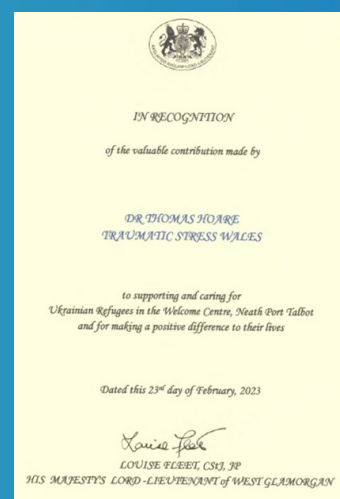 IN RECOGNITION
of the valuable contribution made by
DR THOMAS HOARE
TRAUMATIC STRESS WALES
to supporting and caring for
Ukrainian Refugees in the Welcome Centre, Neath Port Talbot
and for making a positive difference to their lives
Dated this 23rd day of February, 2023
Louise Fleet
LOUISE FLEET, CStJ, JP
HIS MAJESTY'S LORD-LIEUTENANT of WEST GLAMORGAN